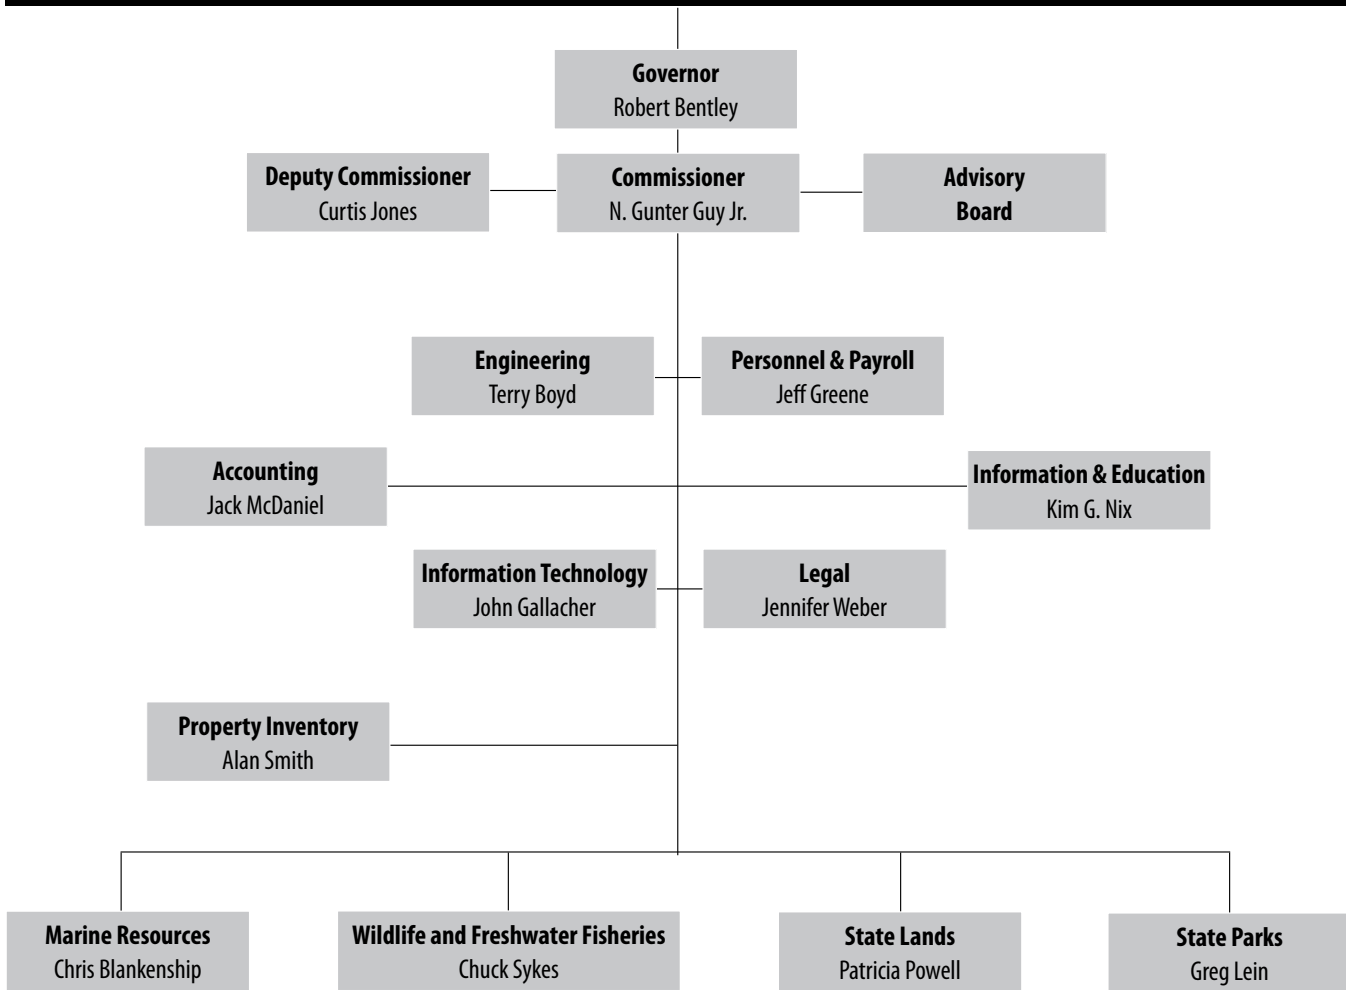 Governor
Robert Bentley
Deputy Commissioner
Curtis Jones
Commissioner
N. Gunter Guy Jr.
Advisory
Board
Engineering
Terry Boyd
Personnel & Payroll
Jeff Greene
Accounting
Jack McDaniel
Information & Education
Kim G. Nix
Information Technology
John Gallacher
Legal
Jennifer Weber
Property Inventory
Alan Smith
Marine Resources
Chris Blankenship
Wildlife and Freshwater Fisheries
Chuck Sykes
State Lands
Patricia Powell
State Parks
Greg Lein